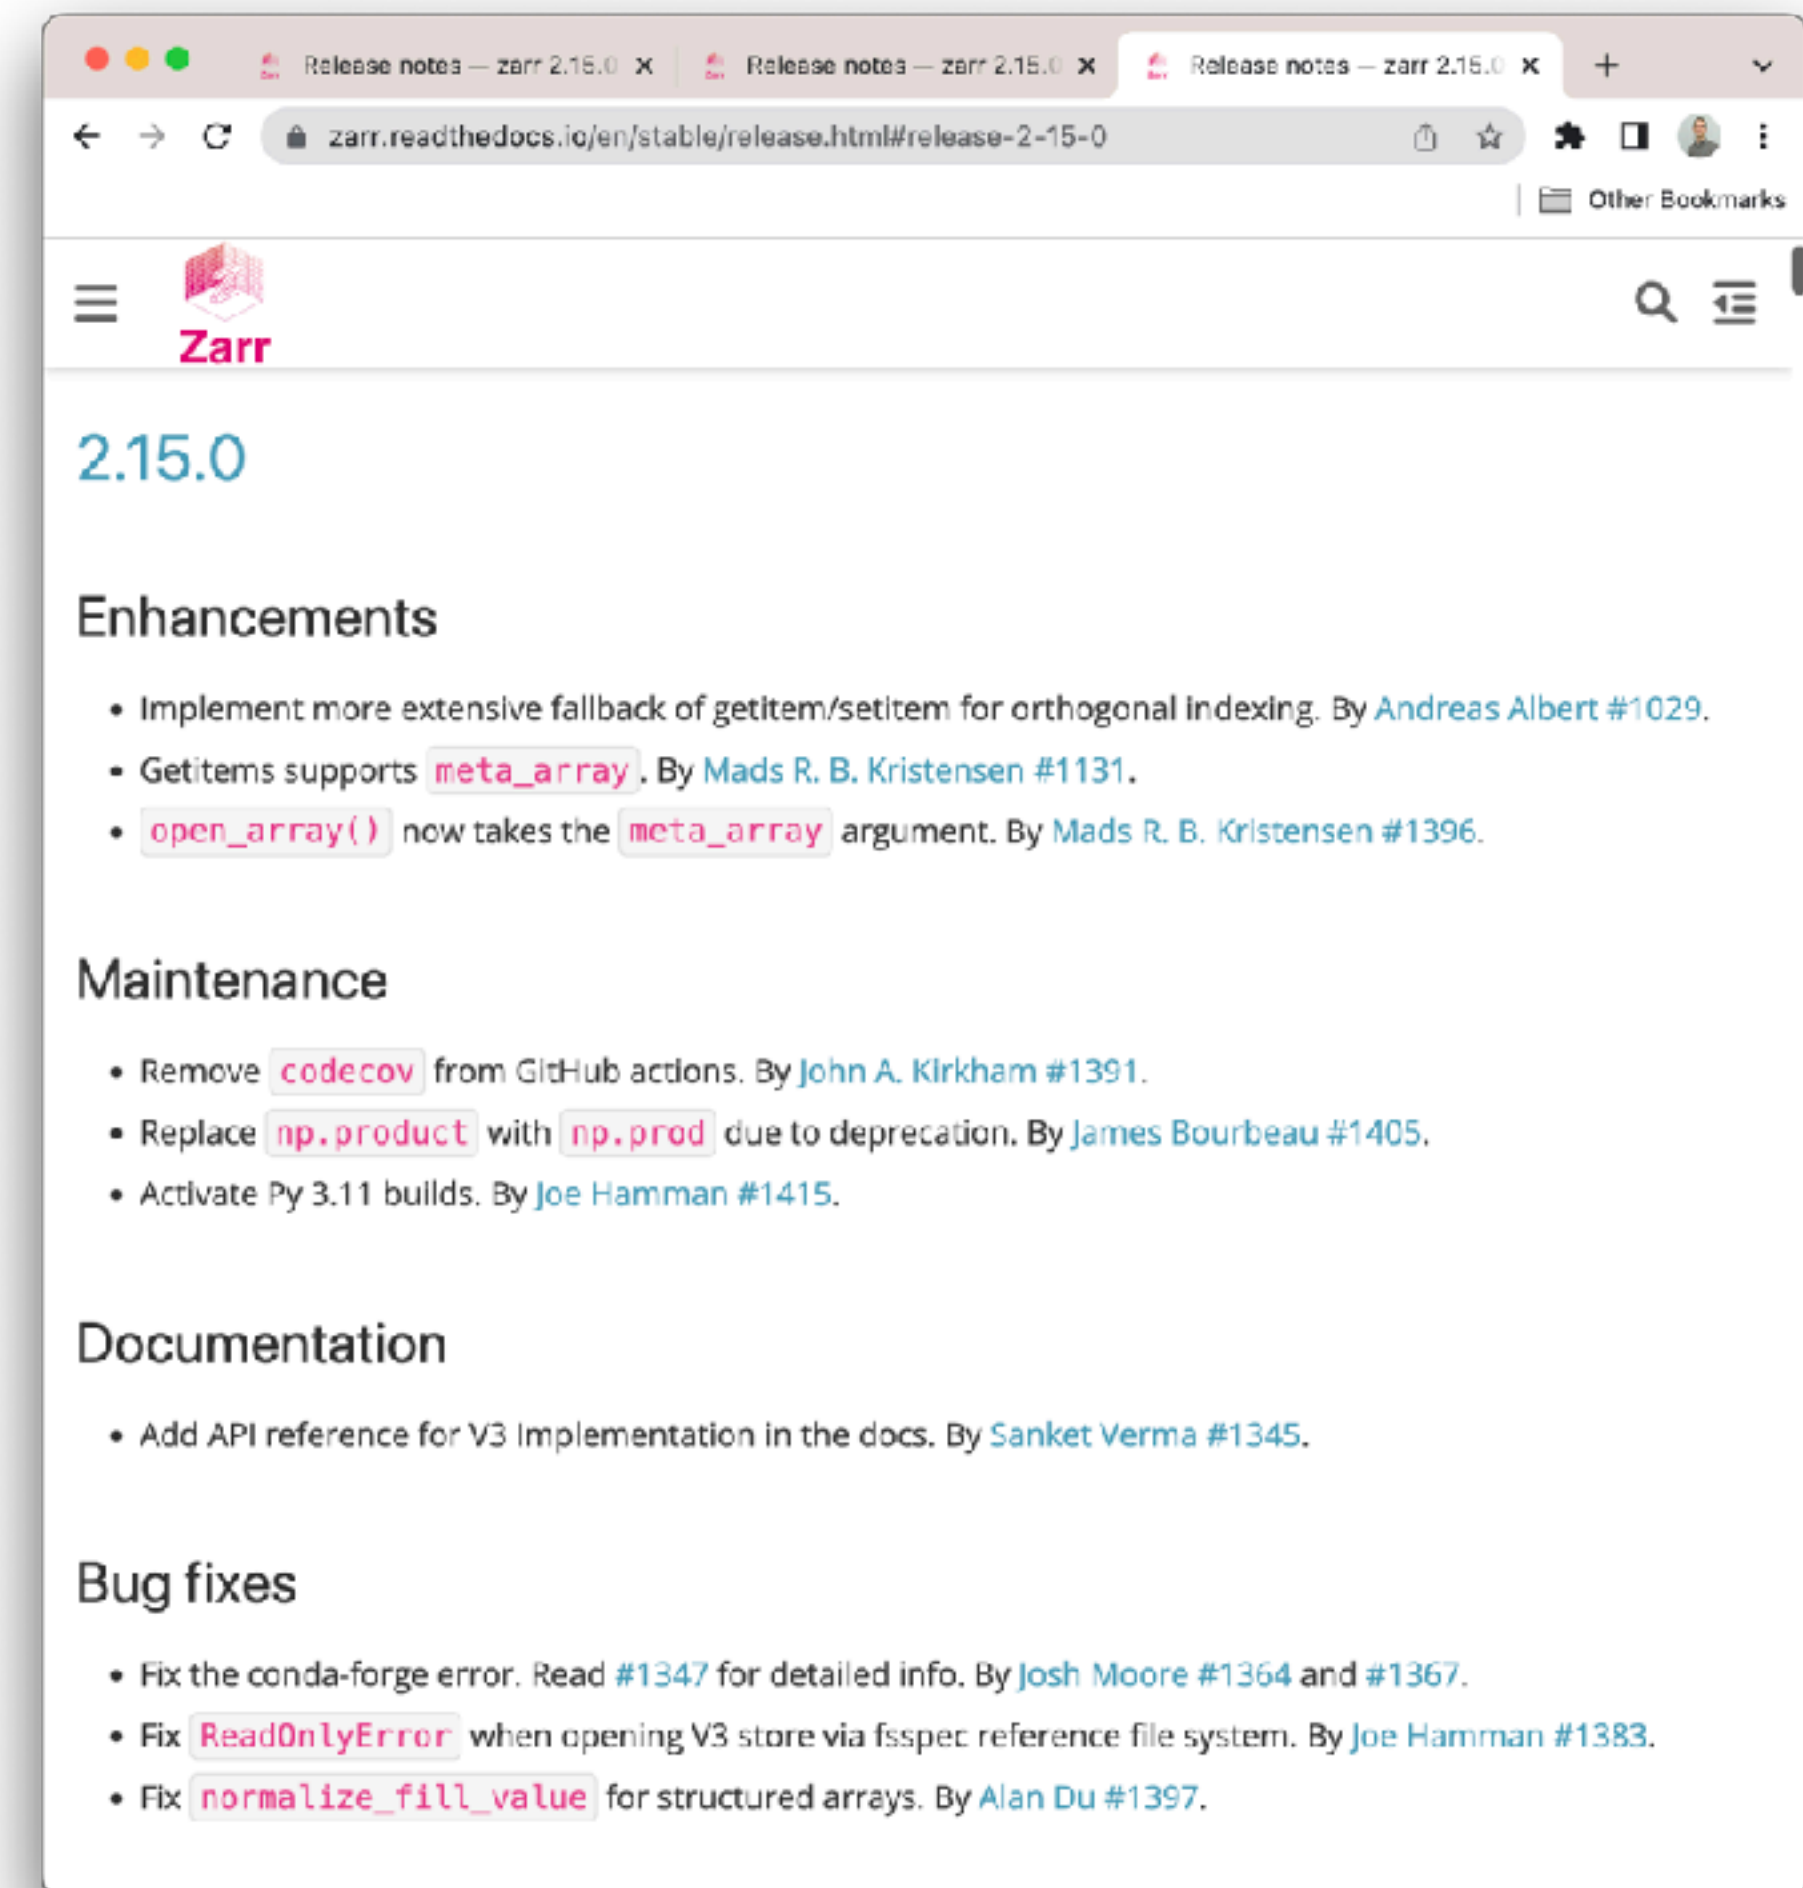 Release notes — zarr 2.15.0 Release notes — zarr 2.15.0 Release notes — zarr 2.15.0
zarr.readthedocs.io/en/stable/release.html#release-2-15-0
Other Bookmarks
Zarr
2.15.0
Enhancements
• Implement more extensive fallback of getitem/setitem for orthogonal indexing. By Andreas Albert #1029.
• Getitems supports meta_array. By Mads R. B. Kristensen #1131.
• open_array() now takes the meta_array argument. By Mads R. B. Kristensen #1396.
Maintenance
• Remove codecov from GitHub actions. By John A. Kirkham #1391.
• Replace np.product with np.prod due to deprecation. By James Bourbeau #1405.
• Activate Py 3.11 builds. By Joe Hamman #1415.
Documentation
• Add API reference for V3 Implementation in the docs. By Sanket Verma #1345.
Bug fixes
• Fix the conda-forge error. Read #1347 for detailed info. By Josh Moore #1364 and #1367.
• Fix ReadOnlyError when opening V3 store via fsspec reference file system. By Joe Hamman #1383.
• Fix normalize_fill_value for structured arrays. By Alan Du #1397.